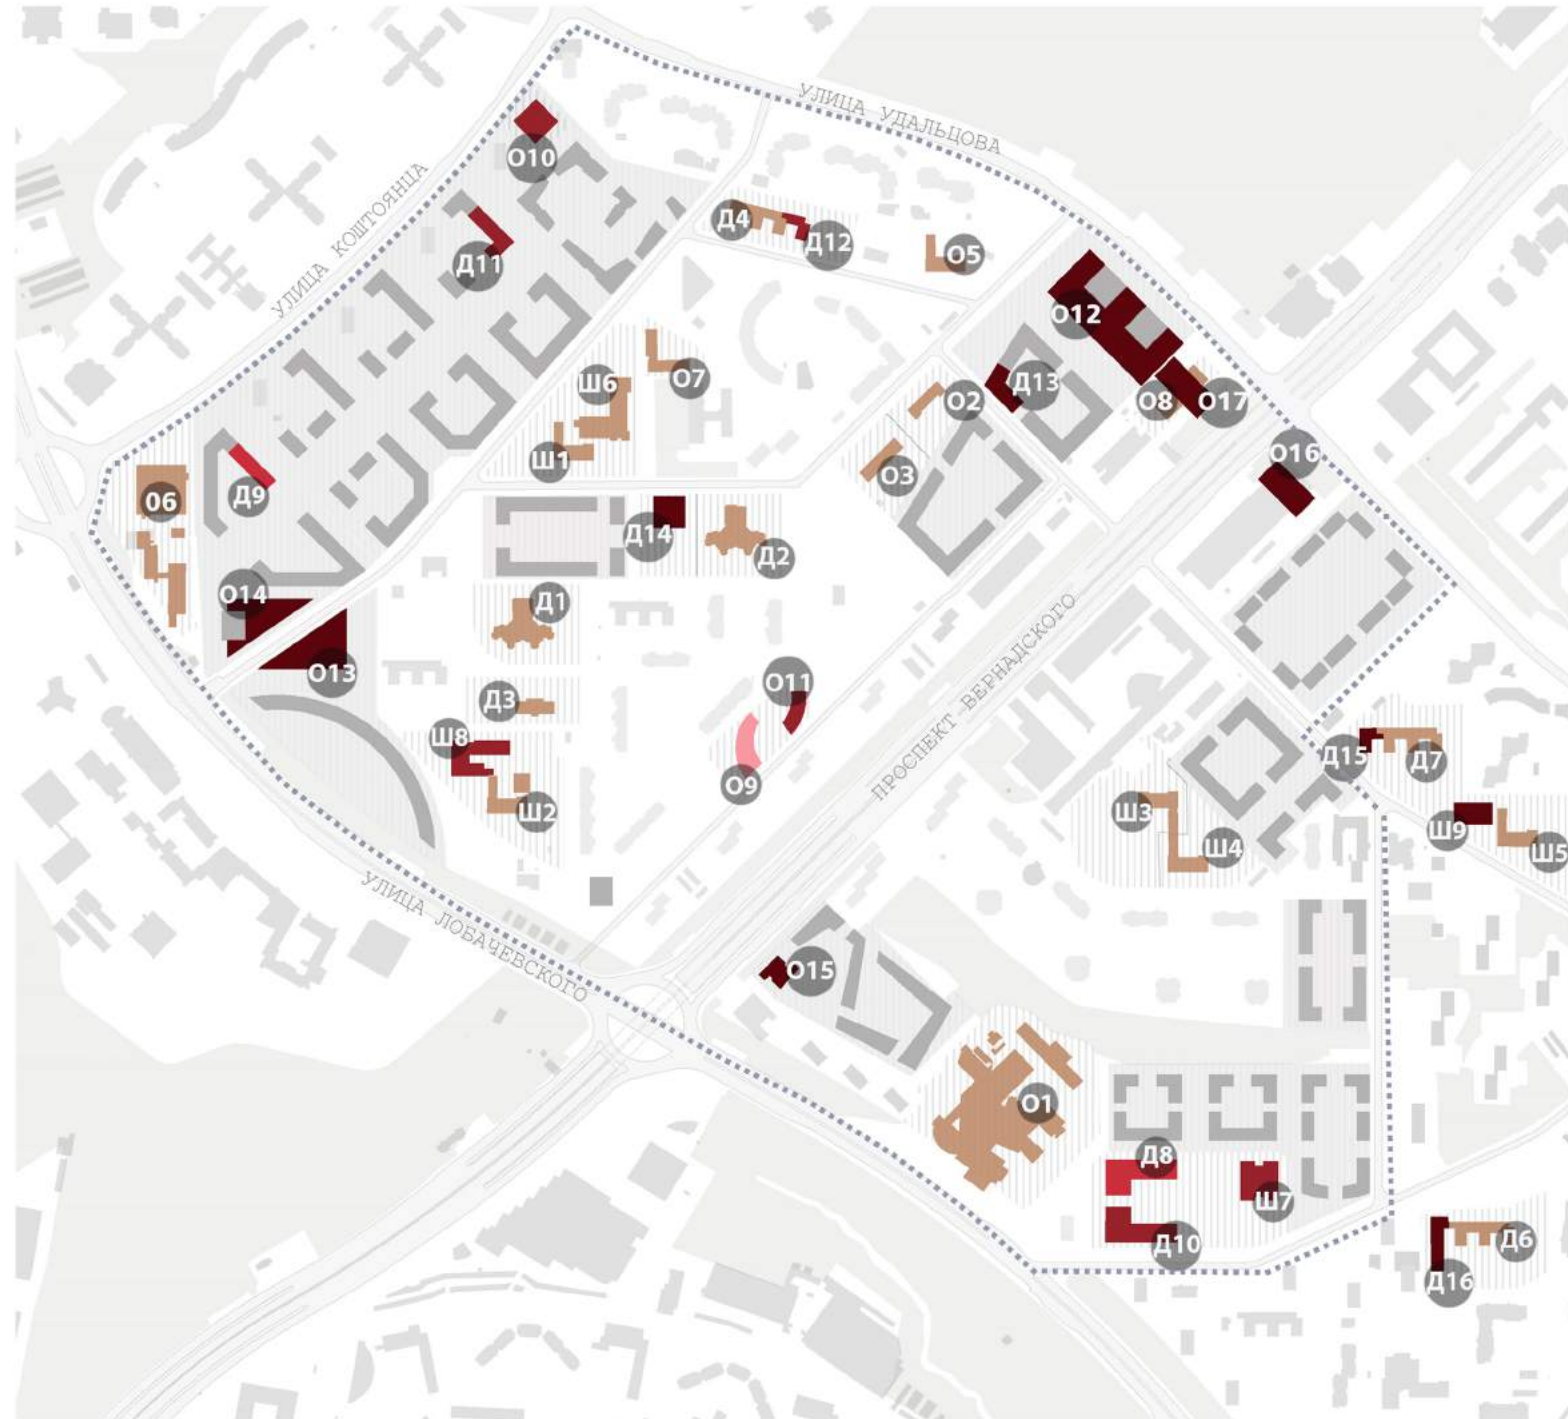 УЛИЦА УДАЛЬЦОВА
О10
УЛИЦА КОШТОЯНЦА
Д4
Д12
О5
Д11
О12
О7
Ш6
Д13
О2
О8
О17
Ш1
О3
О16
Д9
06
Д14
Д2
О14
Д1
О13
ПРОСПЕКТ ВЕРНАДСКОГО
О11
Д3
Ш8
О9
Д15
Д7
Ш2
Ш3
Ш4
Ш9
Ш5
УЛИЦА ЛОБАЧЕВСКОГО
О15
О1
Д8
Ш7
Д10
Д6
Д16